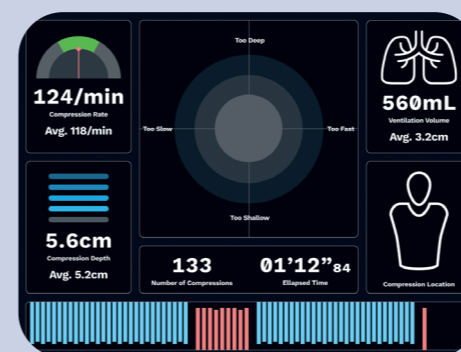 124/min
Compression Rate
Avg. 118/min
5.6cm
Compression Depth
Avg. 5.2cm
Too Deep
Too Slow
Too Fast
Too Shallow
133
Number of Compressions
01'12"84
Ellapsed Time
560mL
Ventilation Volume
Avg. 3.2cm
Compression Location